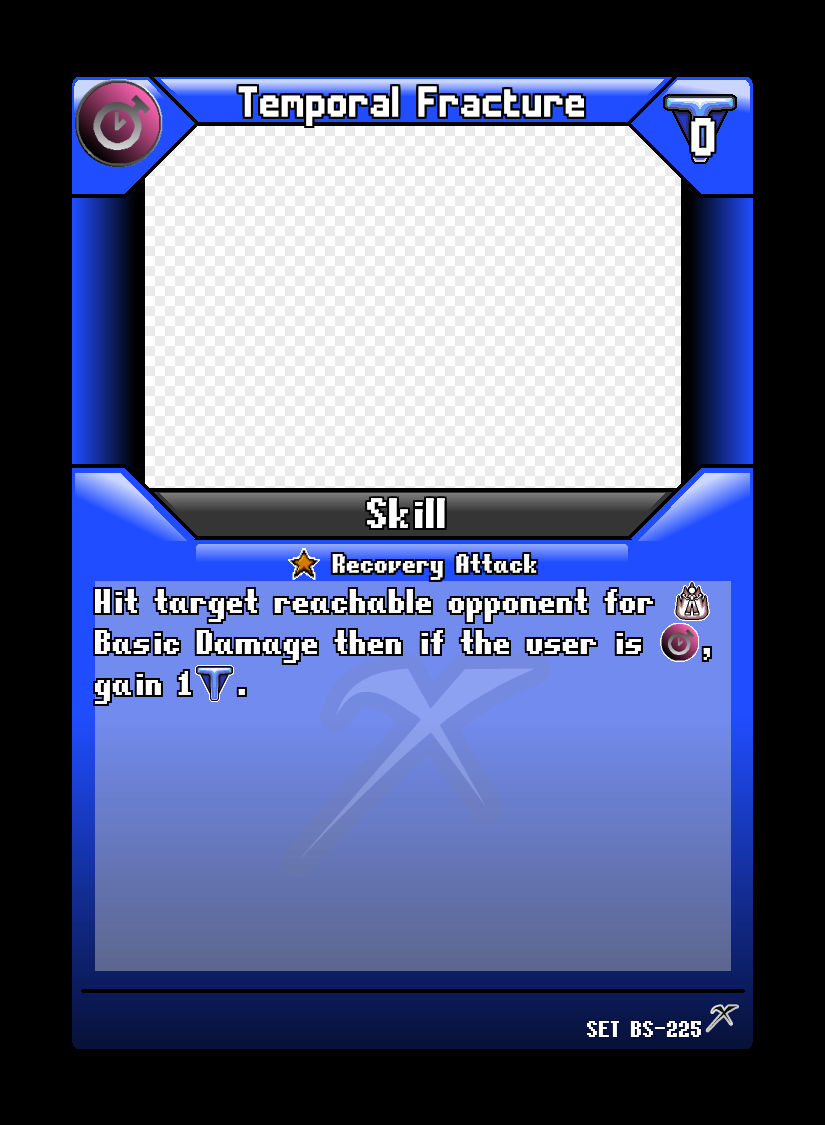 Temporal Fracture
0
Skill
Recovery Attack
Hit target reachable opponent for
Basic Damage then if the user is ,
gain 1 .
SET BS-225